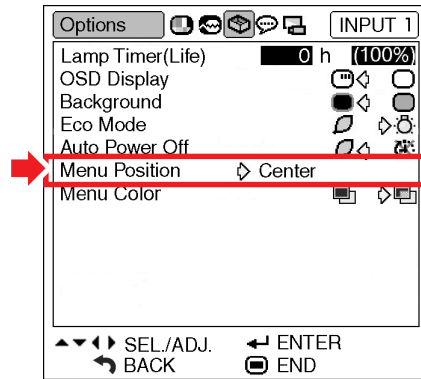 Options INPUT 1
Lamp Timer(Life) 0 h (100%)
OSD Display
Background
Eco Mode
Auto Power Off
Menu Position Center
Menu Color
SEL./ADJ. ENTER
BACK END